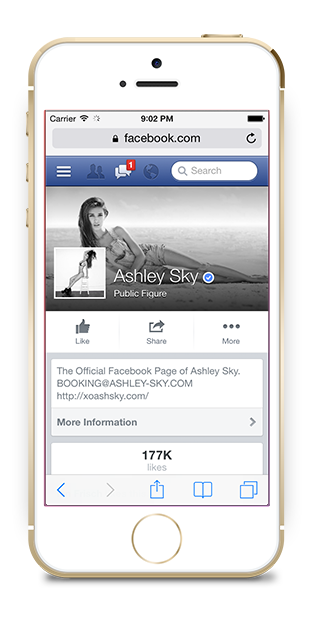 Carrier 9:02 PM
facebook.com
1
Search
Ashley Sky
Public Figure
Like Share More
The Official Facebook Page of Ashley Sky.
BOOKING@ASHLEY-SKY.COM
http://xoashsky.com/
More Information
177K
likes